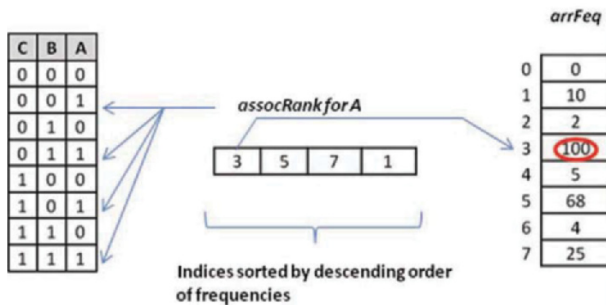 arrFeq
C B A
0 0 0
0 0 1
0 1 0
0 1 1
1 0 0
1 0 1
1 1 0
1 1 1
assocRank for A
3 5 7 1
Indices sorted by descending order
of frequencies
0 0
1 10
2 2
3 100
4 5
5 68
6 4
7 25